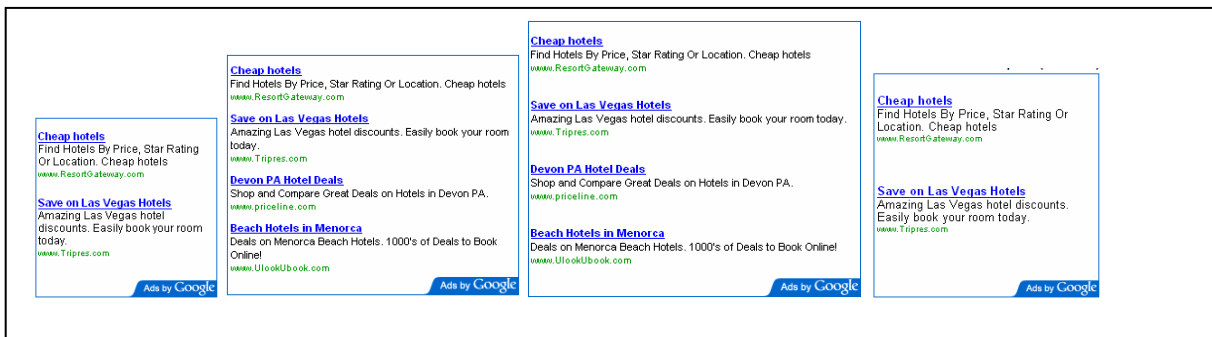 Cheap hotels
Find Hotels By Price, Star Rating
Or Location. Cheap hotels
www.ResortGateway.com
Save on Las Vegas Hotels
Amazing Las Vegas hotel
discounts. Easily book your room
today.
www.Tripres.com
Ads by Google
Cheap hotels
Find Hotels By Price, Star Rating Or Location. Cheap hotels
www.ResortGateway.com
Save on Las Vegas Hotels
Amazing Las Vegas hotel discounts. Easily book your room
today.
www.Tripres.com
Devon PA Hotel Deals
Shop and Compare Great Deals on Hotels in Devon PA.
www.priceline.com
Beach Hotels in Menorca
Deals on Menorca Beach Hotels. 1000's of Deals to Book
Online!
www.UlookUbook.com
Ads by Google
Cheap hotels
Find Hotels By Price, Star Rating Or Location. Cheap hotels
www.ResortGateway.com
Save on Las Vegas Hotels
Amazing Las Vegas hotel discounts. Easily book your room today.
www.Tripres.com
Devon PA Hotel Deals
Shop and Compare Great Deals on Hotels in Devon PA.
www.priceline.com
Beach Hotels in Menorca
Deals on Menorca Beach Hotels. 1000's of Deals to Book Online!
www.UlookUbook.com
Ads by Google
Cheap hotels
Find Hotels By Price, Star Rating Or
Location. Cheap hotels
www.ResortGateway.com
Save on Las Vegas Hotels
Amazing Las Vegas hotel discounts.
Easily book your room today.
www.Tripres.com
Ads by Google